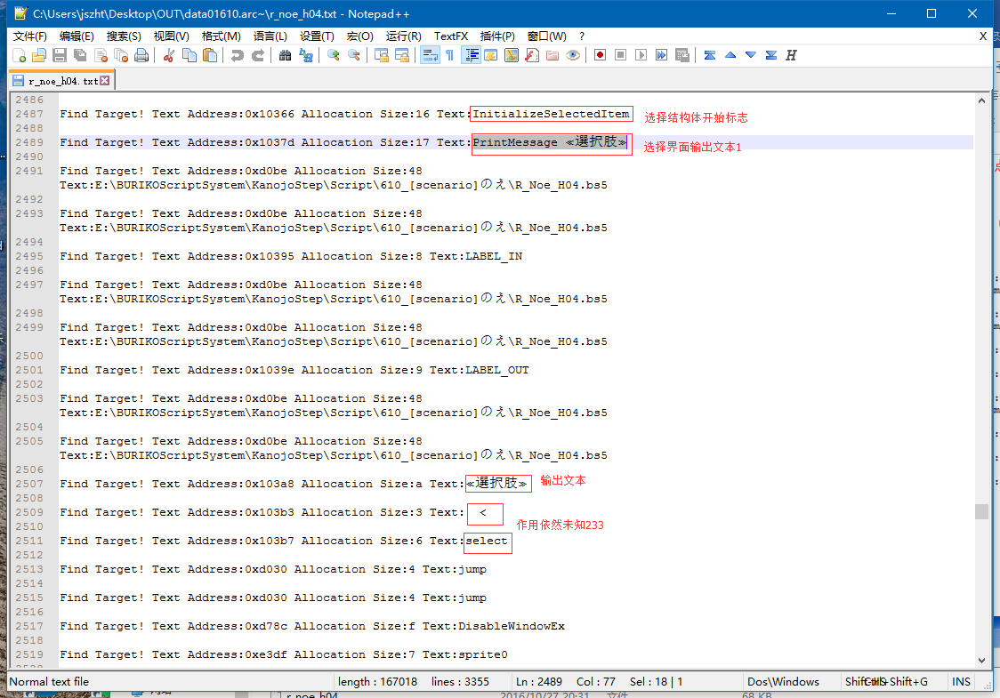 C:\Users\jszht\Desktop\OUT\data01610.arc~\r_noe_h04.txt - Notepad++
文件(F) 编辑(E) 搜索(S) 视图(V) 格式(M) 语言(L) 设置(T) 宏(O) 运行(R) TextFX 插件(P) 窗口(W) ? X
r_noe_h04.txt
2486
2487 Find Target! Text Address:0x10366 Allocation Size:16 Text:InitializeSelectedItem 选择结构体开始标志
2488
2489 Find Target! Text Address:0x1037d Allocation Size:17 Text:PrintMessage ≪選択肢≫ 选择界面输出文本1
2490
2491 Find Target! Text Address:0xd0be Allocation Size:48
Text:E:\BURIKOScriptSystem\KanojoStep\Script\610_[scenario]のえ\R_Noe_H04.bs5
2492
2493 Find Target! Text Address:0xd0be Allocation Size:48
Text:E:\BURIKOScriptSystem\KanojoStep\Script\610_[scenario]のえ\R_Noe_H04.bs5
2494
2495 Find Target! Text Address:0x10395 Allocation Size:8 Text:LABEL_IN
2496
2497 Find Target! Text Address:0xd0be Allocation Size:48
Text:E:\BURIKOScriptSystem\KanojoStep\Script\610_[scenario]のえ\R_Noe_H04.bs5
2498
2499 Find Target! Text Address:0xd0be Allocation Size:48
Text:E:\BURIKOScriptSystem\KanojoStep\Script\610_[scenario]のえ\R_Noe_H04.bs5
2500
2501 Find Target! Text Address:0x1039e Allocation Size:9 Text:LABEL_OUT
2502
2503 Find Target! Text Address:0xd0be Allocation Size:48
Text:E:\BURIKOScriptSystem\KanojoStep\Script\610_[scenario]のえ\R_Noe_H04.bs5
2504
2505 Find Target! Text Address:0xd0be Allocation Size:48
Text:E:\BURIKOScriptSystem\KanojoStep\Script\610_[scenario]のえ\R_Noe_H04.bs5
2506
2507 Find Target! Text Address:0x103a8 Allocation Size:a Text:≪選択肢≫ 输出文本
2508
2509 Find Target! Text Address:0x103b3 Allocation Size:3 Text: <
2510 作用依然未知233
2511 Find Target! Text Address:0x103b7 Allocation Size:6 Text:select
2512
2513 Find Target! Text Address:0xd030 Allocation Size:4 Text:jump
2514
2515 Find Target! Text Address:0xd030 Allocation Size:4 Text:jump
2516
2517 Find Target! Text Address:0xd78c Allocation Size:f Text:DisableWindowEx
2518
2519 Find Target! Text Address:0xe3df Allocation Size:7 Text:sprite0
Normal text file length : 167018 lines : 3355 Ln : 2489 Col : 77 Sel : 18 | 1 Dos\Windows INS
r_noe_h04 2016/10/27 20:31 文件 68 KB